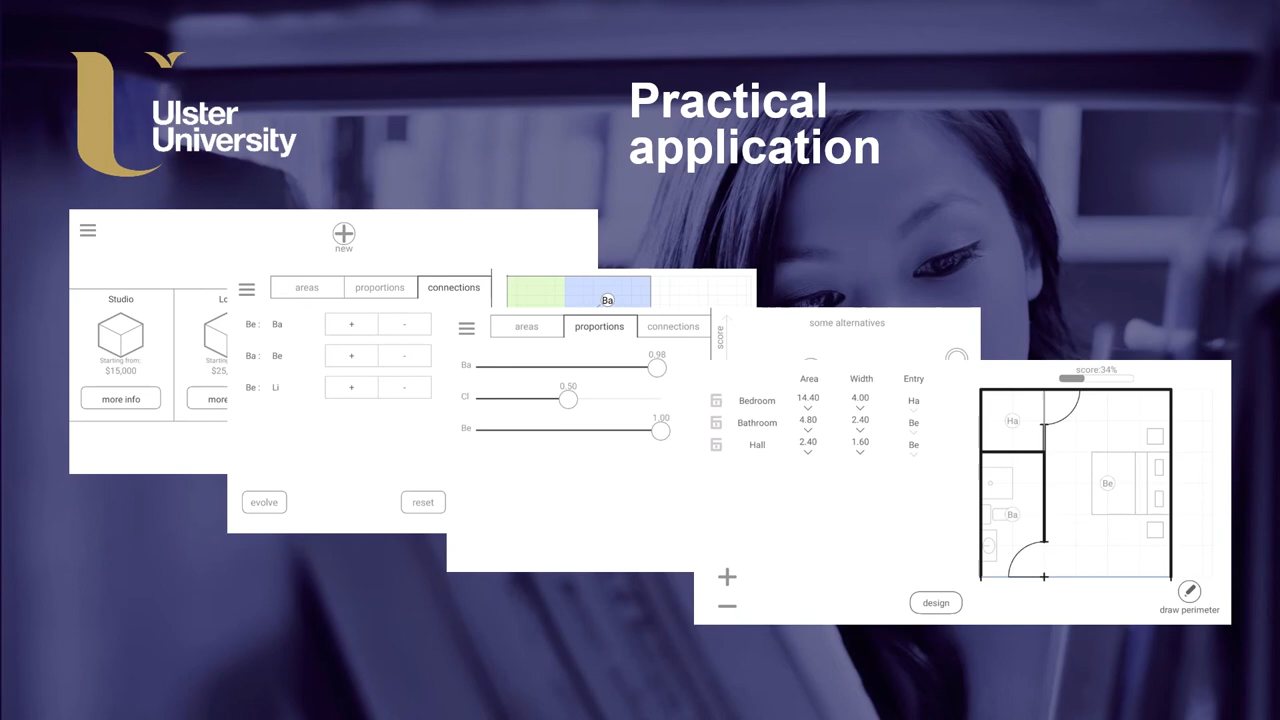 Ulster
University
Practical
application
new
Studio
Starting from:
$15,000
more info
Lo
Starting
$25,
more
areas
proportions
connections
Be : Ba
+ -
Ba : Be
+ -
Be : Li
+ -
evolve
reset
Ba
areas
proportions
connections
Ba
0.98
Cl
0.50
Be
1.00
score
some alternatives
Area Width Entry
Bedroom 14.40 4.00 Ha
Bathroom 4.80 2.40 Be
Hall 2.40 1.60 Be
+
−
design
score:34%
Ha
Be
Ba
draw perimeter